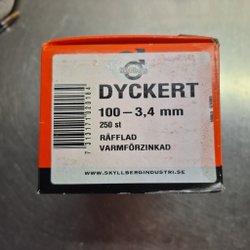 DYCKERT
100 – 3,4 mm
250 st
RÄFFLAD
VARMFÖRZINKAD
WWW.SKYLLBERGINDUSTRI.SE